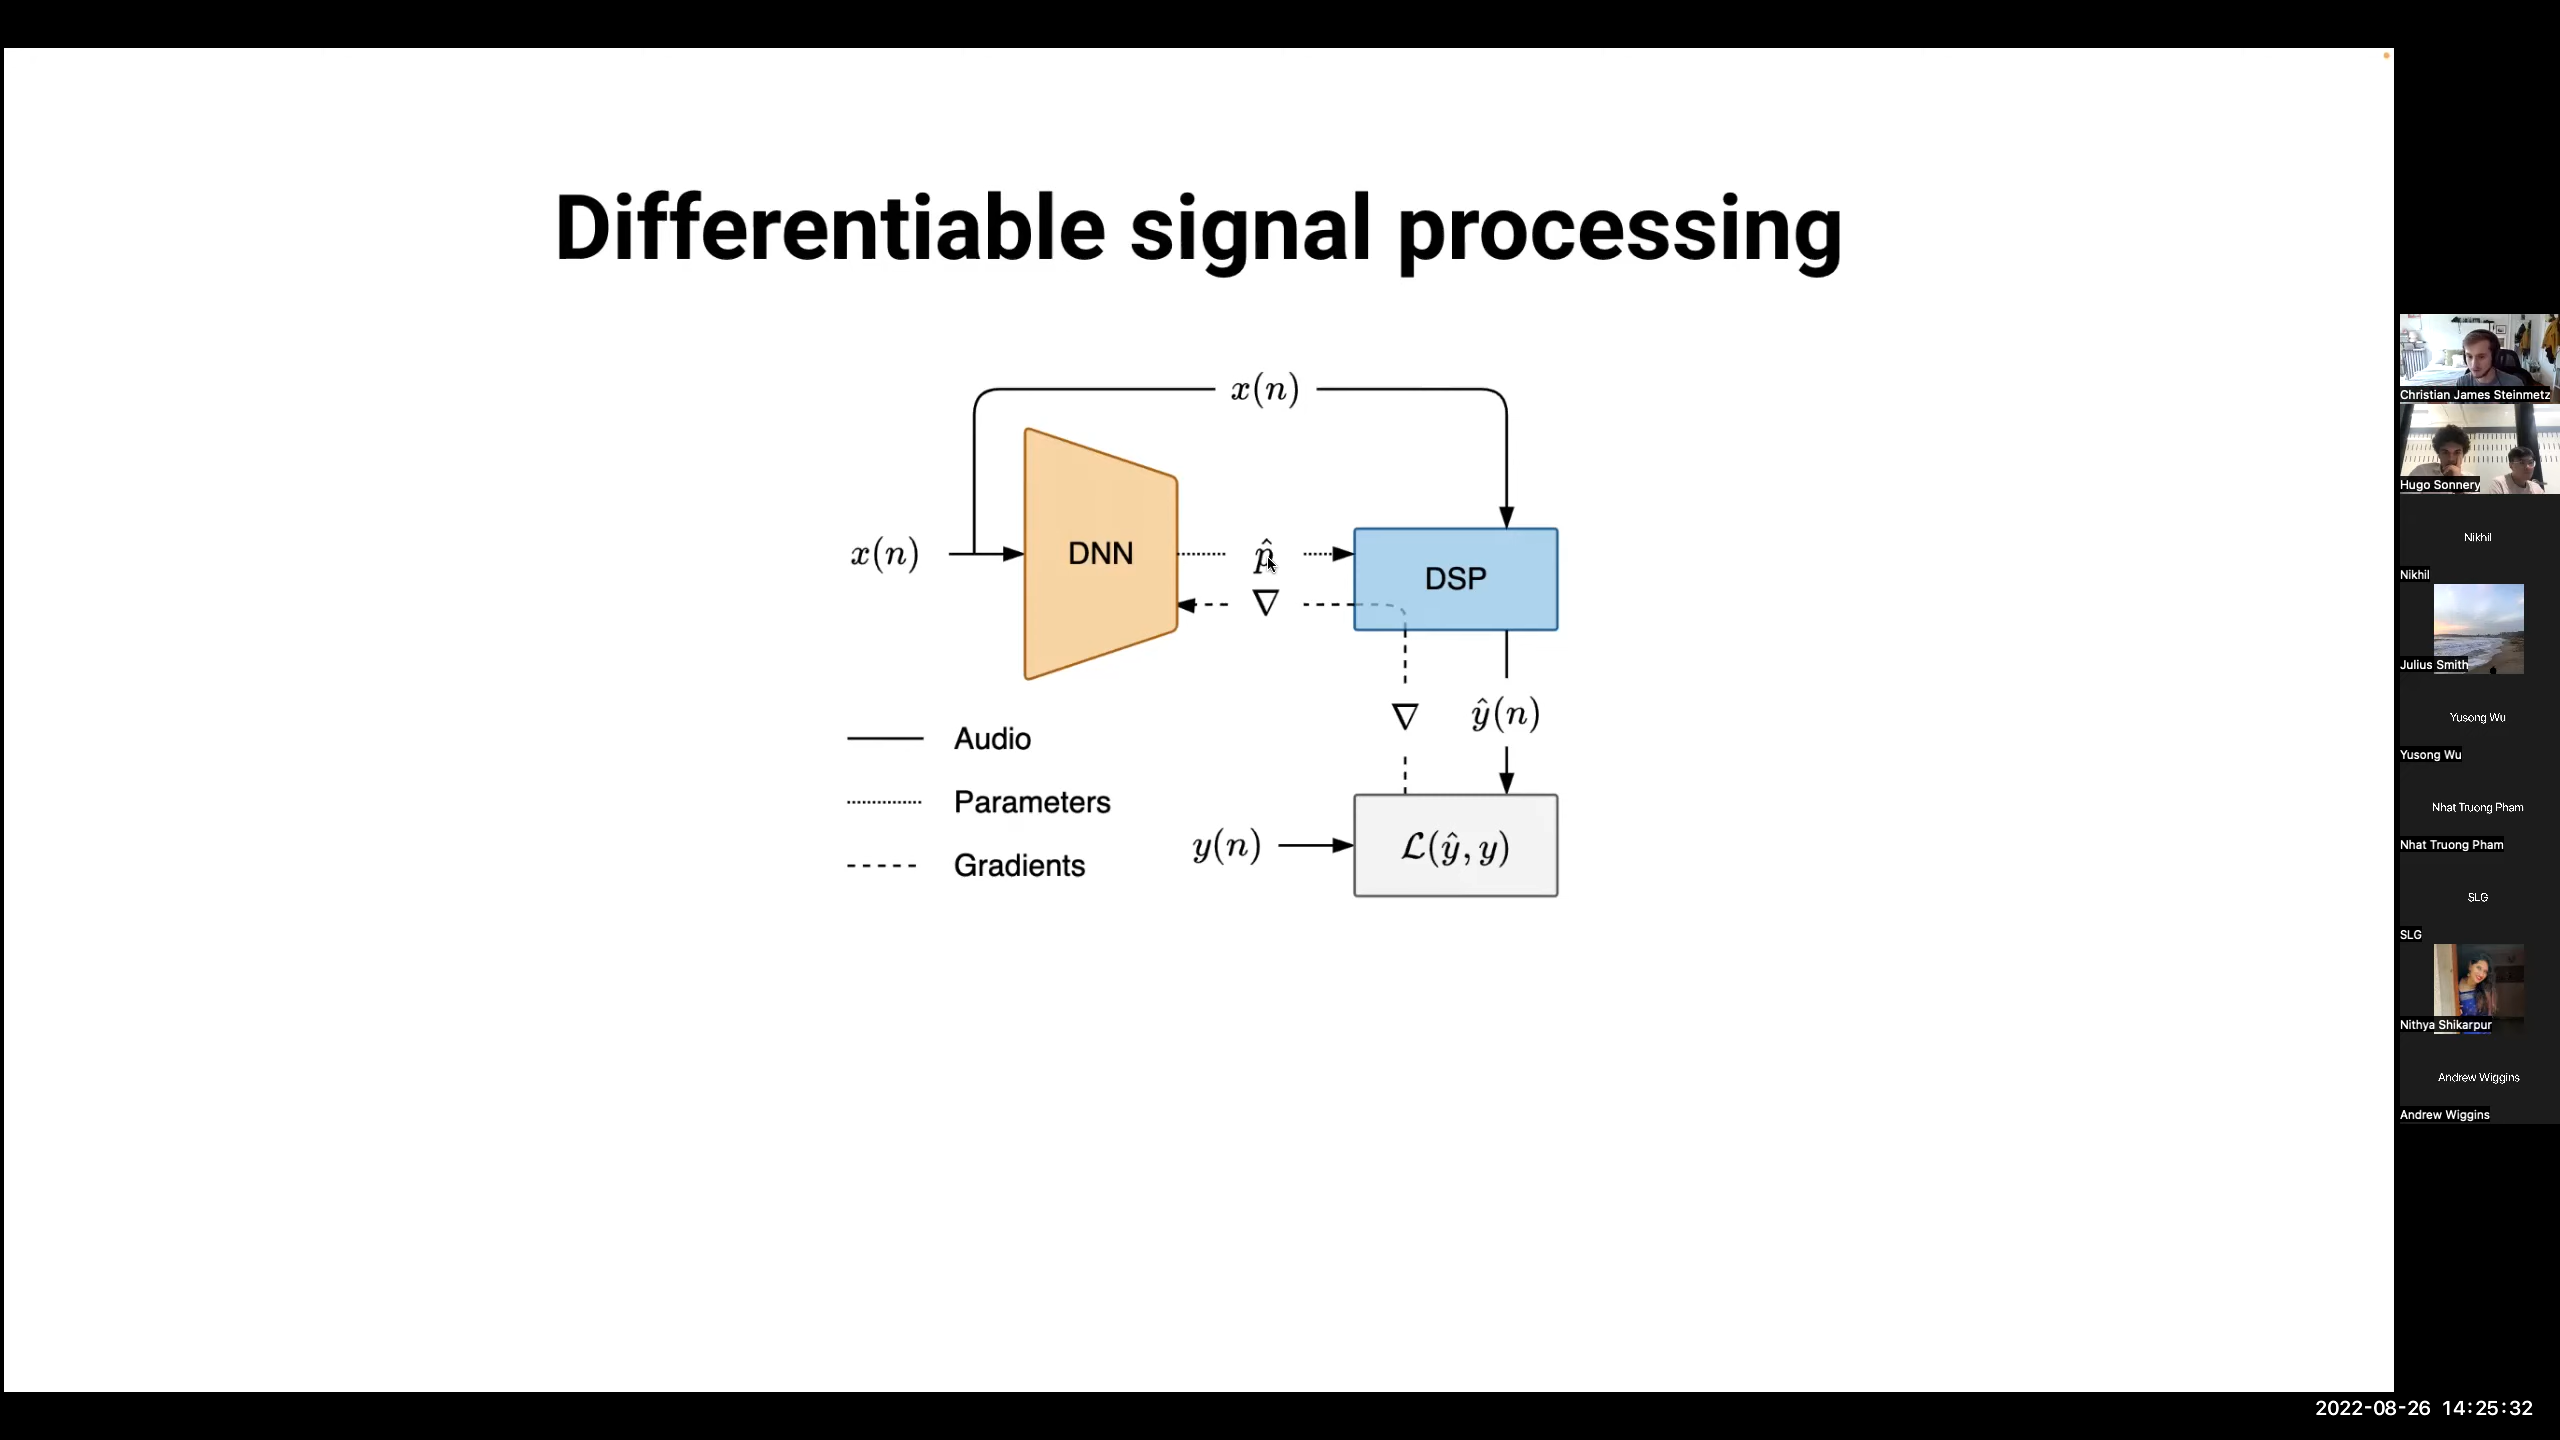 Differentiable signal processing
x(n)
x(n)
DNN
p̂
∇
DSP
∇
ŷ(n)
Audio
Parameters
Gradients
y(n)
ℒ(ŷ, y)
Christian James Steinmetz
Hugo Sonnery
Nikhil
Nikhil
Julius Smith
Yusong Wu
Yusong Wu
Nhat Truong Pham
Nhat Truong Pham
SLG
SLG
Nithya Shikarpur
Andrew Wiggins
Andrew Wiggins
2022-08-26 14:25:32